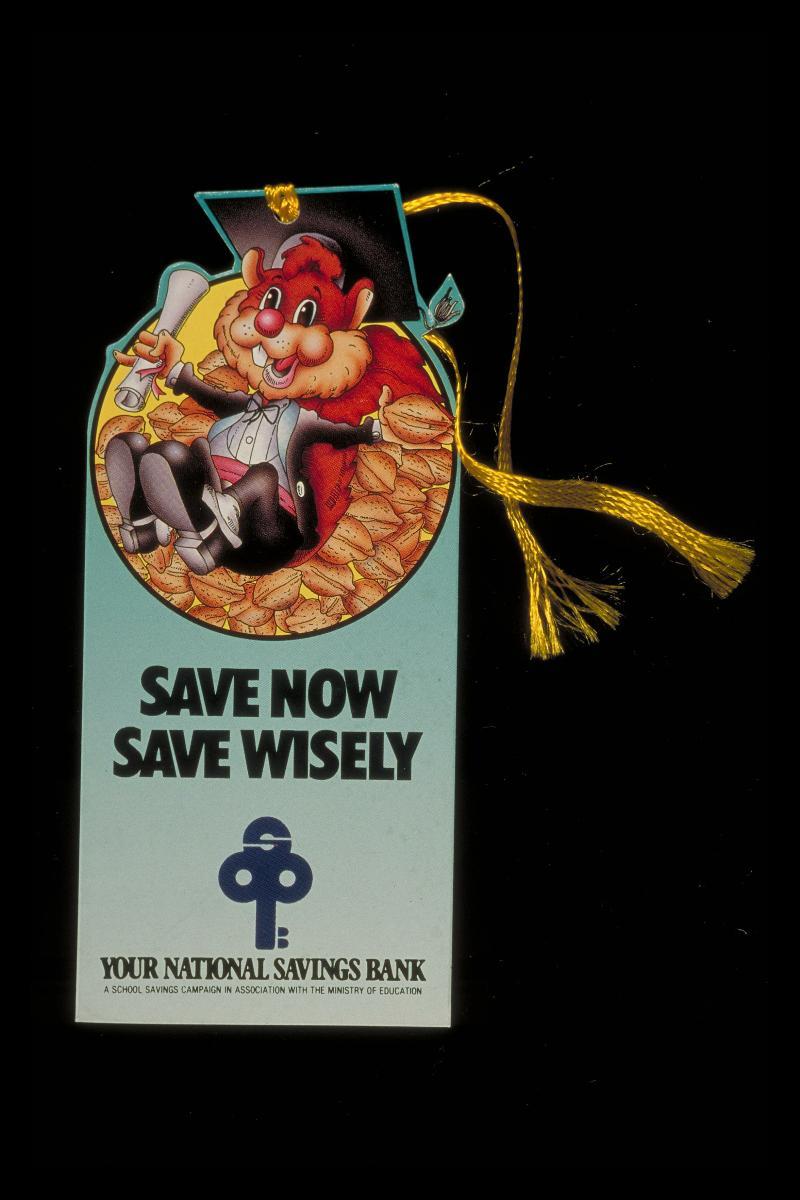 SAVE NOW
SAVE WISELY
YOUR NATIONAL SAVINGS BANK
A SCHOOL SAVINGS CAMPAIGN IN ASSOCIATION WITH THE MINISTRY OF EDUCATION